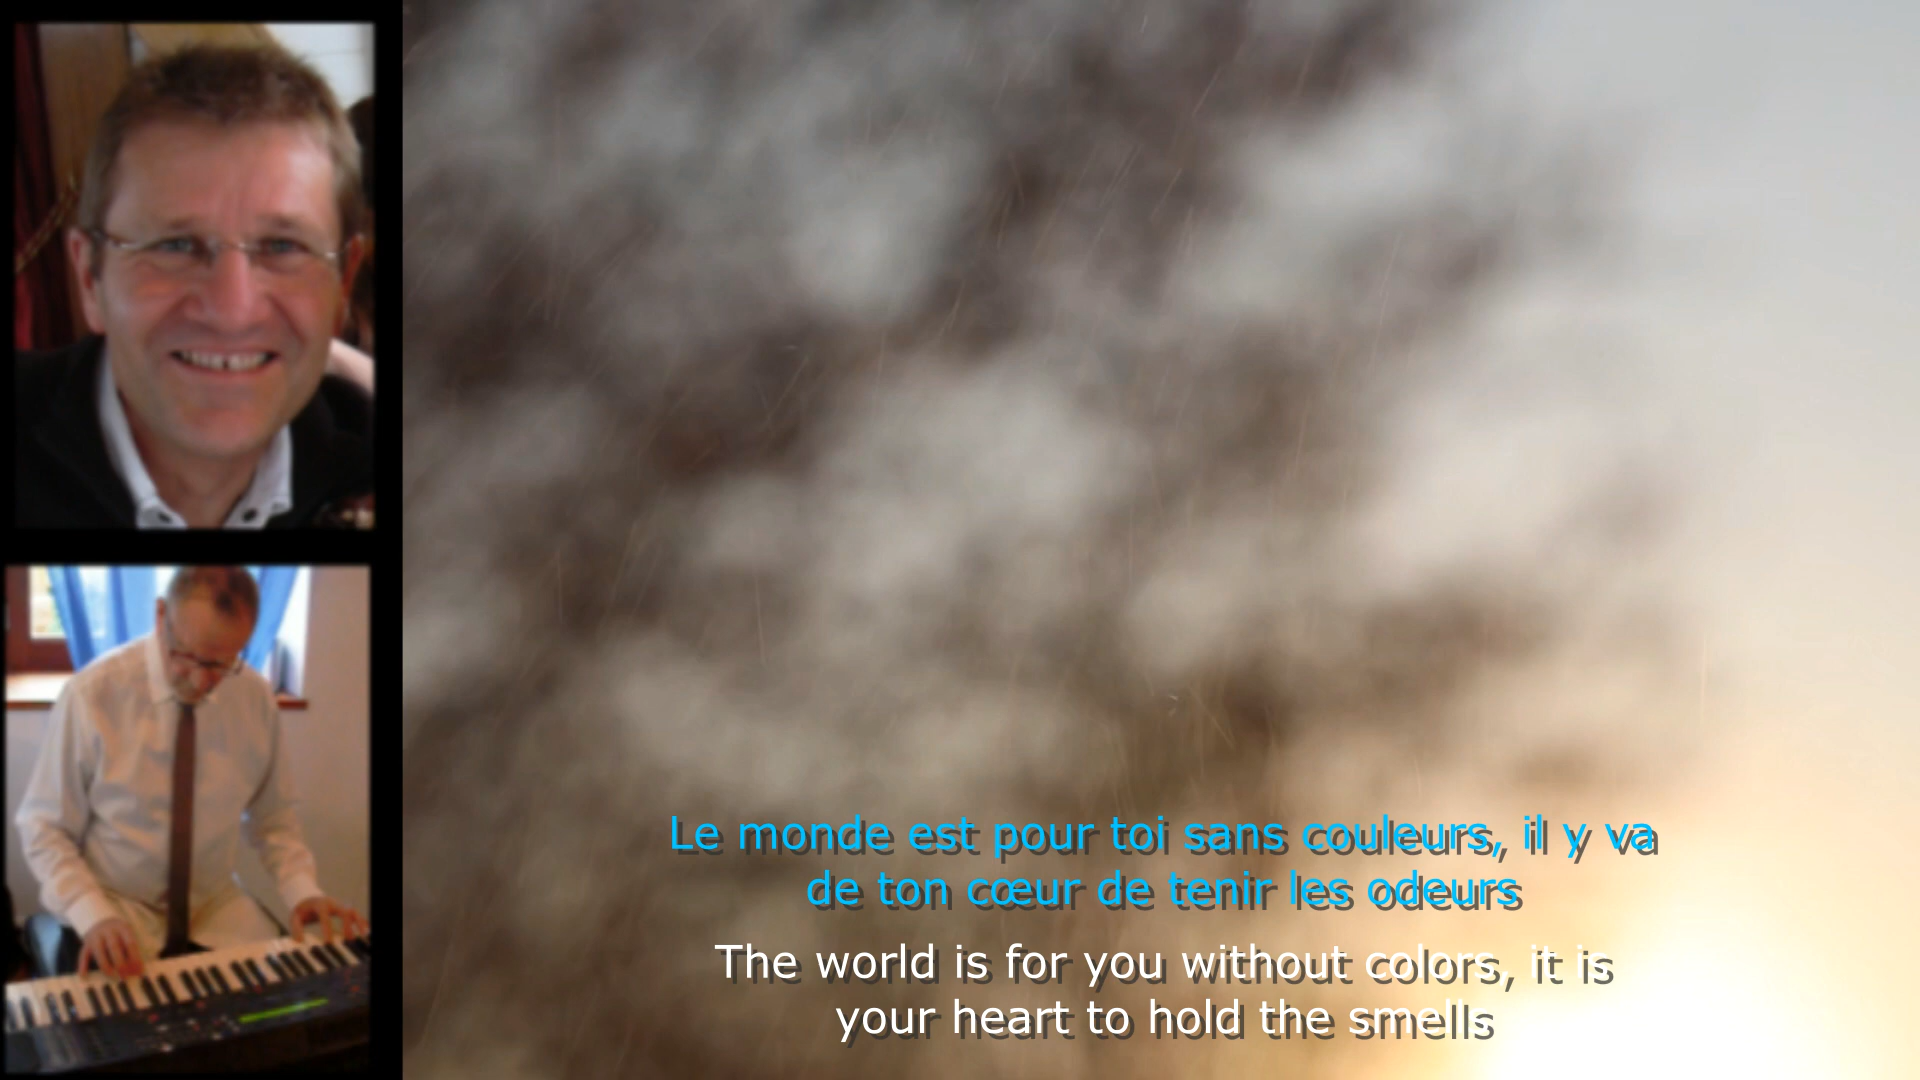 Le monde est pour toi sans couleurs, il y va
de ton cœur de tenir les odeurs
The world is for you without colors, it is
your heart to hold the smells